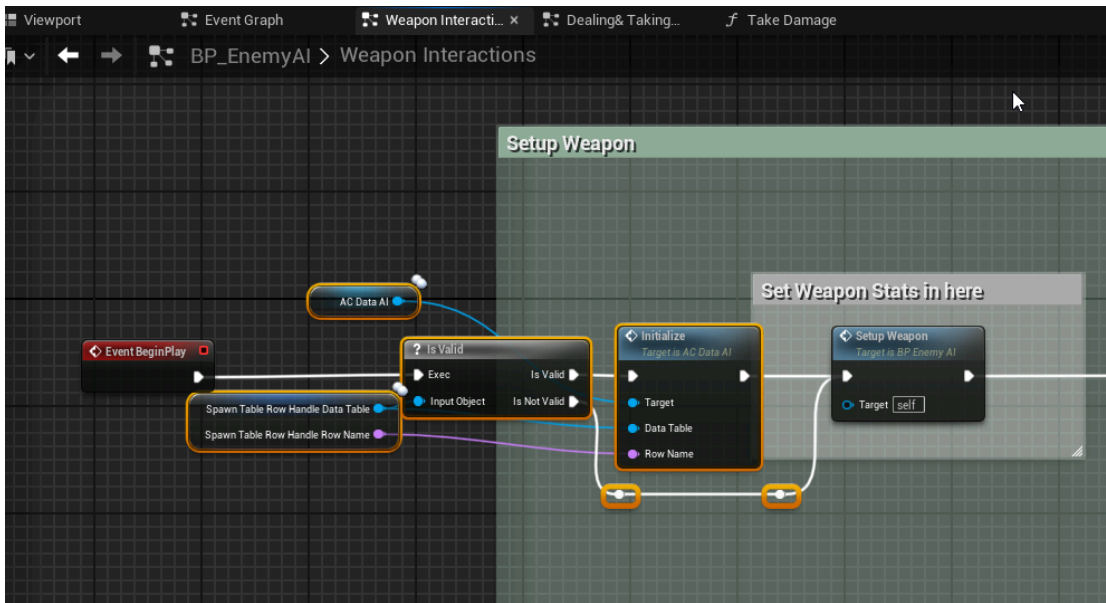 Viewport
Event Graph
Weapon Interacti... ×
Dealing& Taking...
Take Damage
BP_EnemyAI > Weapon Interactions
Setup Weapon
AC Data AI
Set Weapon Stats in here
Event BeginPlay
? Is Valid
Exec
Is Valid
Input Object
Is Not Valid
Initialize
Target is AC Data AI
Target
Data Table
Row Name
Setup Weapon
Target is BP Enemy AI
Target self
Spawn Table Row Handle Data Table
Spawn Table Row Handle Row Name